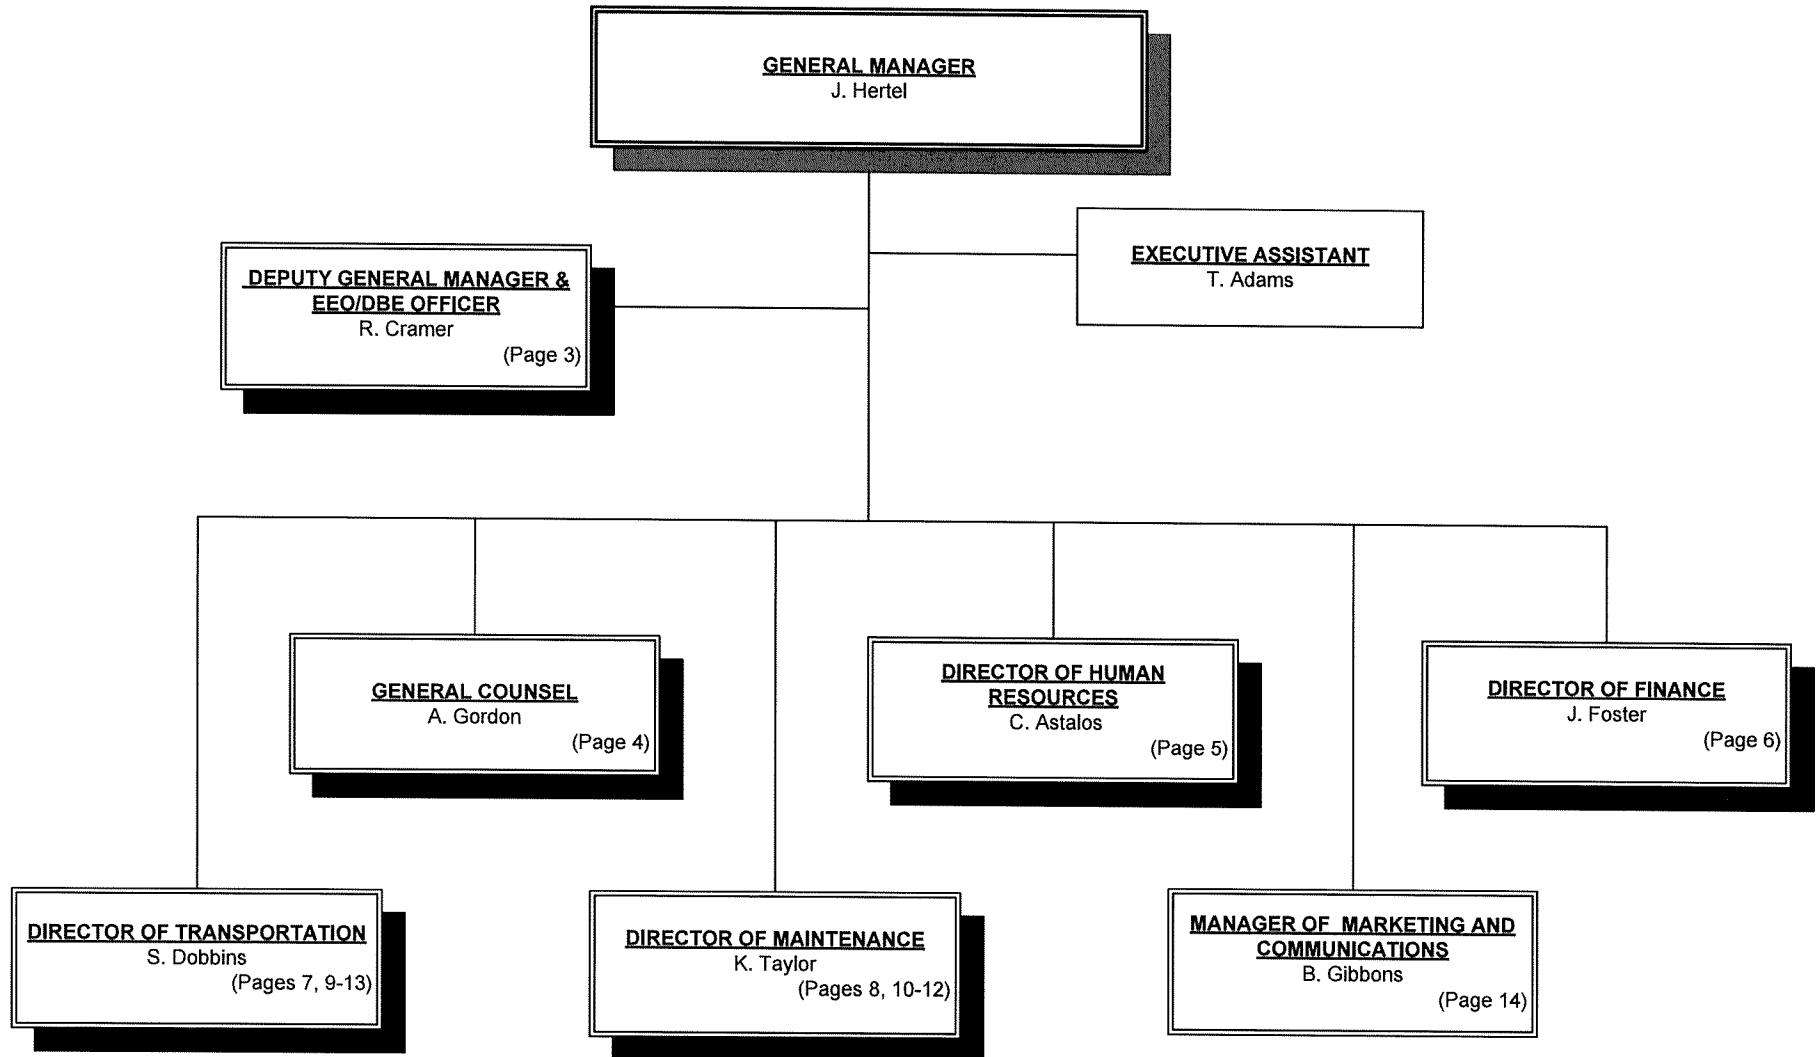 GENERAL MANAGER
J. Hertel
EXECUTIVE ASSISTANT
T. Adams
DEPUTY GENERAL MANAGER &
EEO/DBE OFFICER
R. Cramer
(Page 3)
GENERAL COUNSEL
A. Gordon
(Page 4)
DIRECTOR OF HUMAN
RESOURCES
C. Astalos
(Page 5)
DIRECTOR OF FINANCE
J. Foster
(Page 6)
DIRECTOR OF TRANSPORTATION
S. Dobbins
(Pages 7, 9-13)
DIRECTOR OF MAINTENANCE
K. Taylor
(Pages 8, 10-12)
MANAGER OF MARKETING AND
COMMUNICATIONS
B. Gibbons
(Page 14)